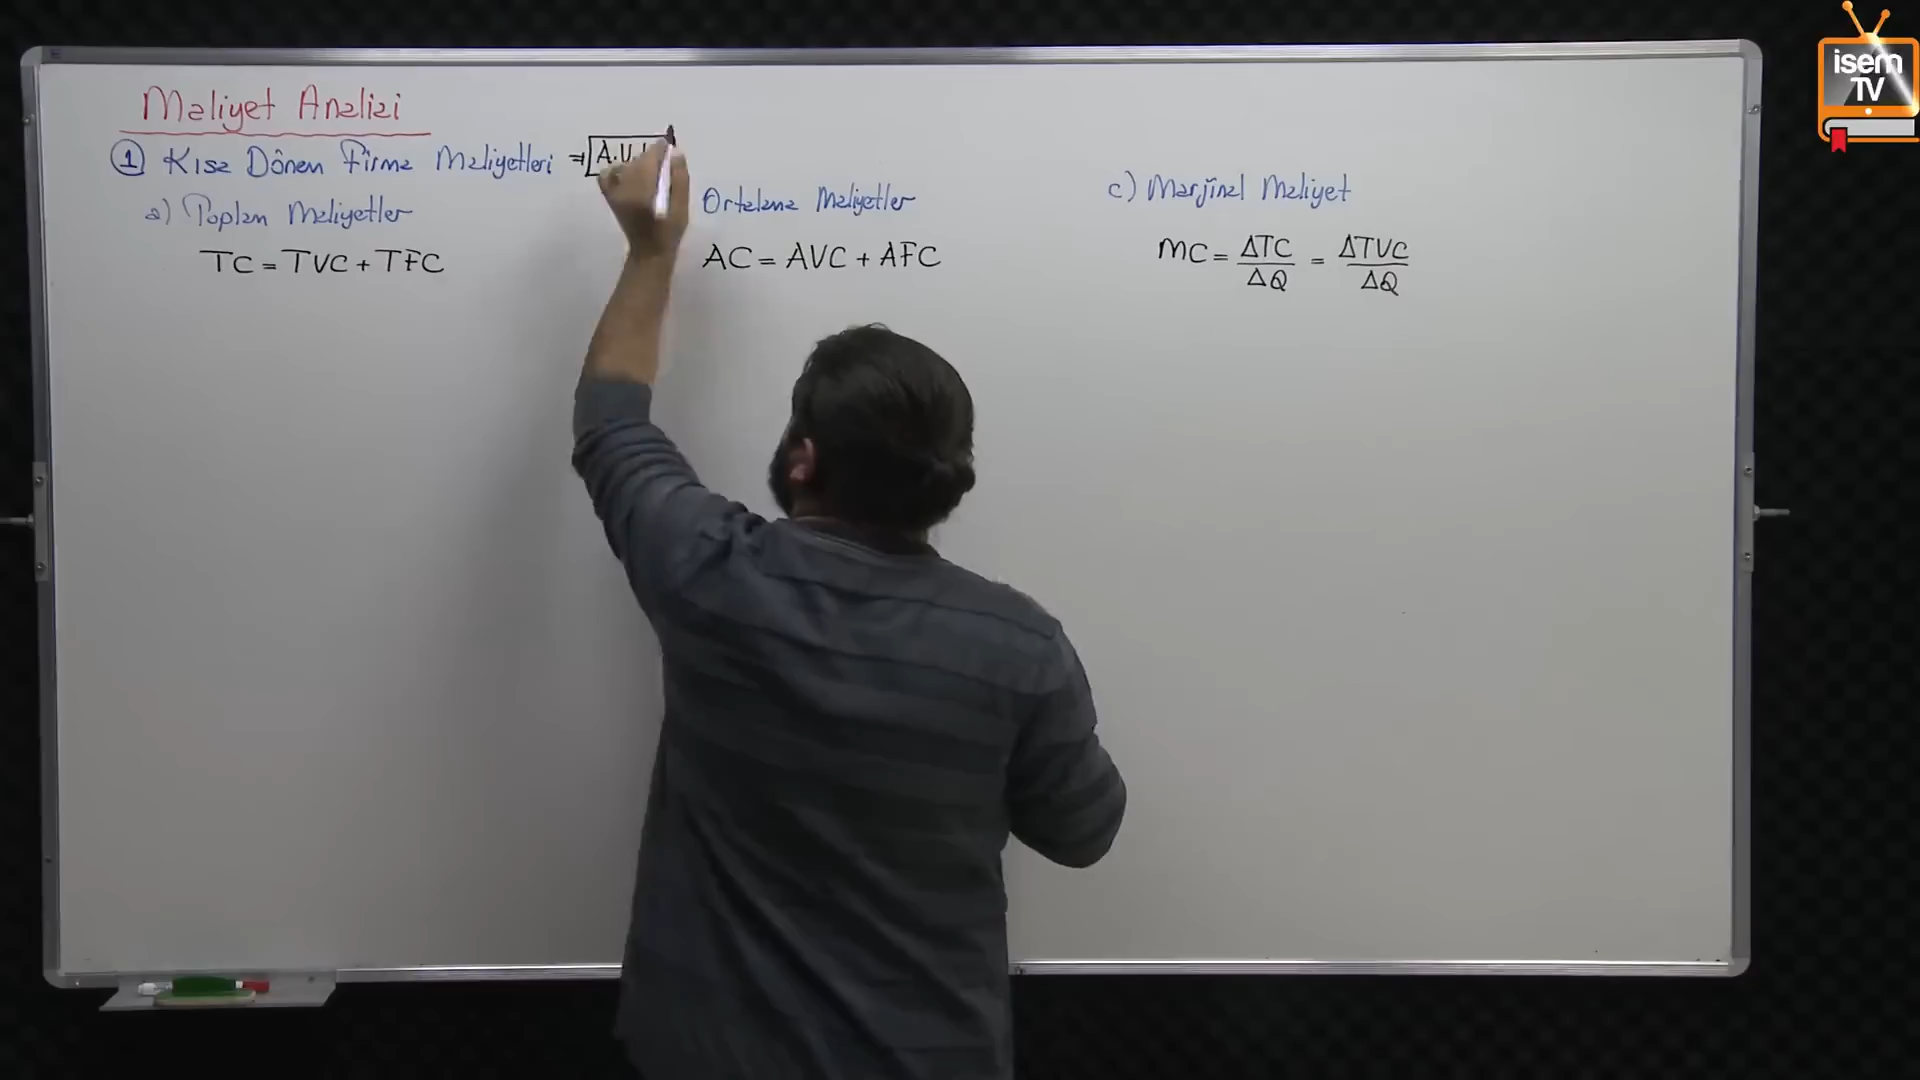 Maliyet Analizi
① Kısa Dönem Firma Maliyetleri ⇒ A.V.
a) Toplam Maliyetler
TC = TVC + TFC
Ortalama Maliyetler
AC = AVC + AFC
c) Marjinal Maliyet
MC = ΔTC/ΔQ = ΔTVC/ΔQ
isem
TV